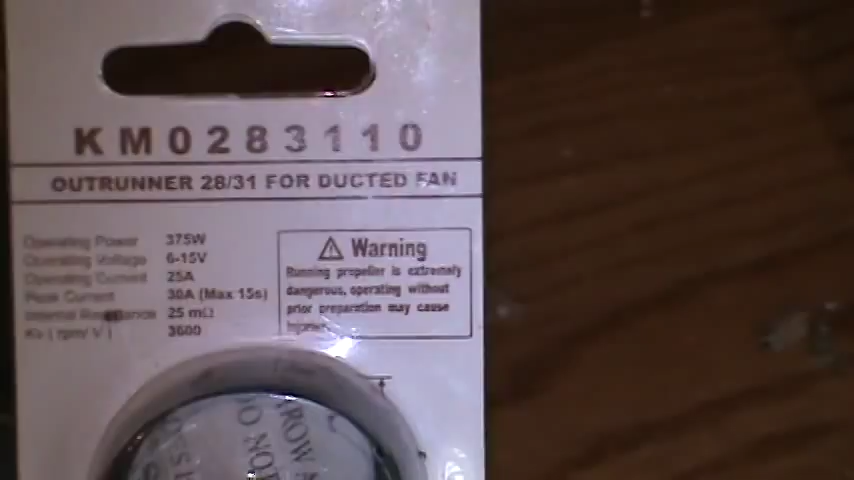 KM0283110
OUTRUNNER 28/31 FOR DUCTED FAN
Operating Power 375W
Operating Voltage 6-15V
Operating Current 25A
Peak Current 30A (Max 15s)
Internal Resistance 25 mΩ
Kv ( rpm/ V ) 3600
Warning
Running propeller is extremely
dangerous, operating without
prior preparation may cause
injuries
DO NOT